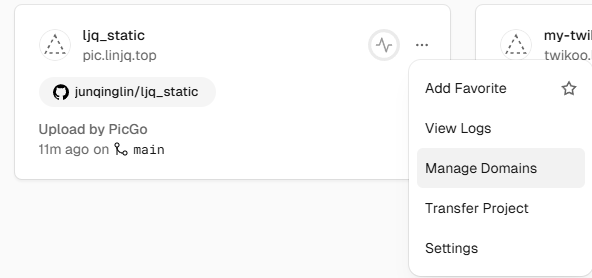 ljq_static
pic.linjq.top
junqinglin/ljq_static
Upload by PicGo
11m ago on main
my-twi
twikoo.
Add Favorite
View Logs
Manage Domains
Transfer Project
Settings